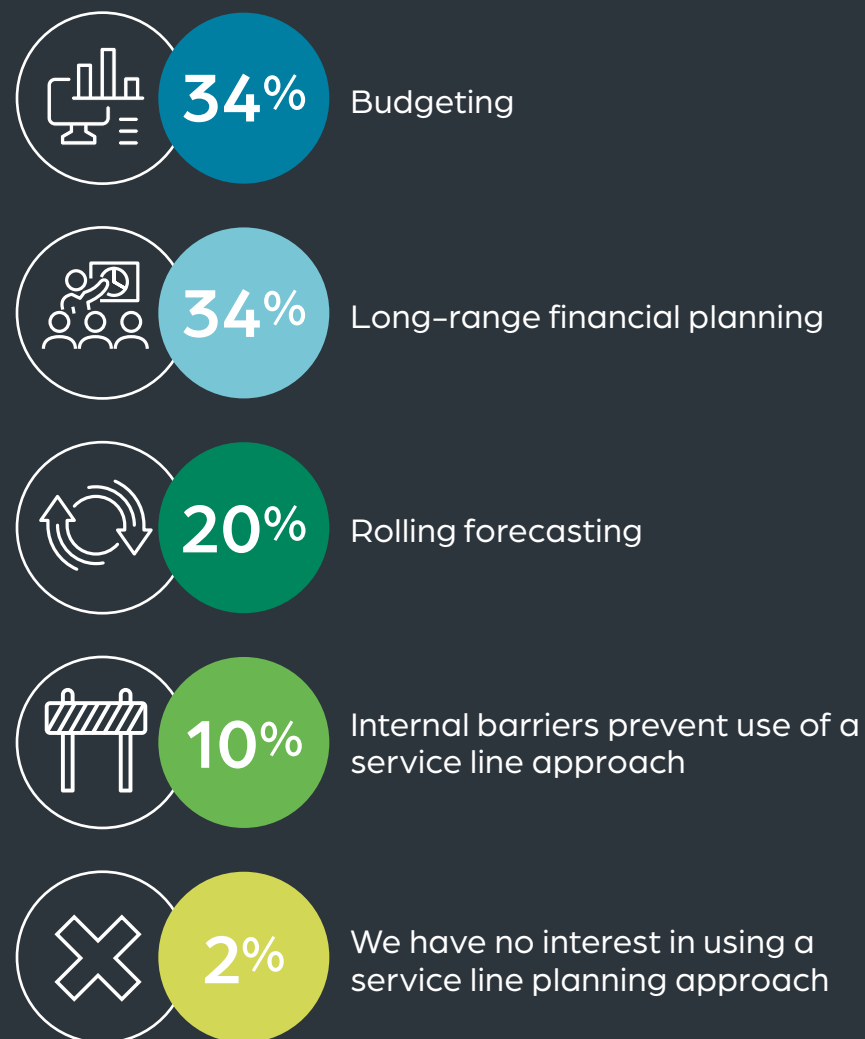 34% Budgeting
34% Long-range financial planning
20% Rolling forecasting
10% Internal barriers prevent use of a
service line approach
2% We have no interest in using a
service line planning approach